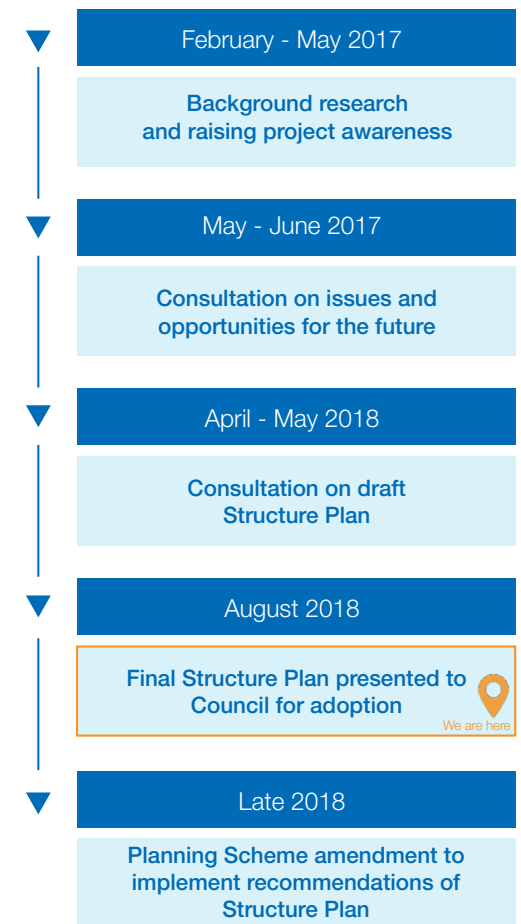 February - May 2017
Background research
and raising project awareness
May - June 2017
Consultation on issues and
opportunities for the future
April - May 2018
Consultation on draft
Structure Plan
August 2018
Final Structure Plan presented to
Council for adoption
We are here
Late 2018
Planning Scheme amendment to
implement recommendations of
Structure Plan